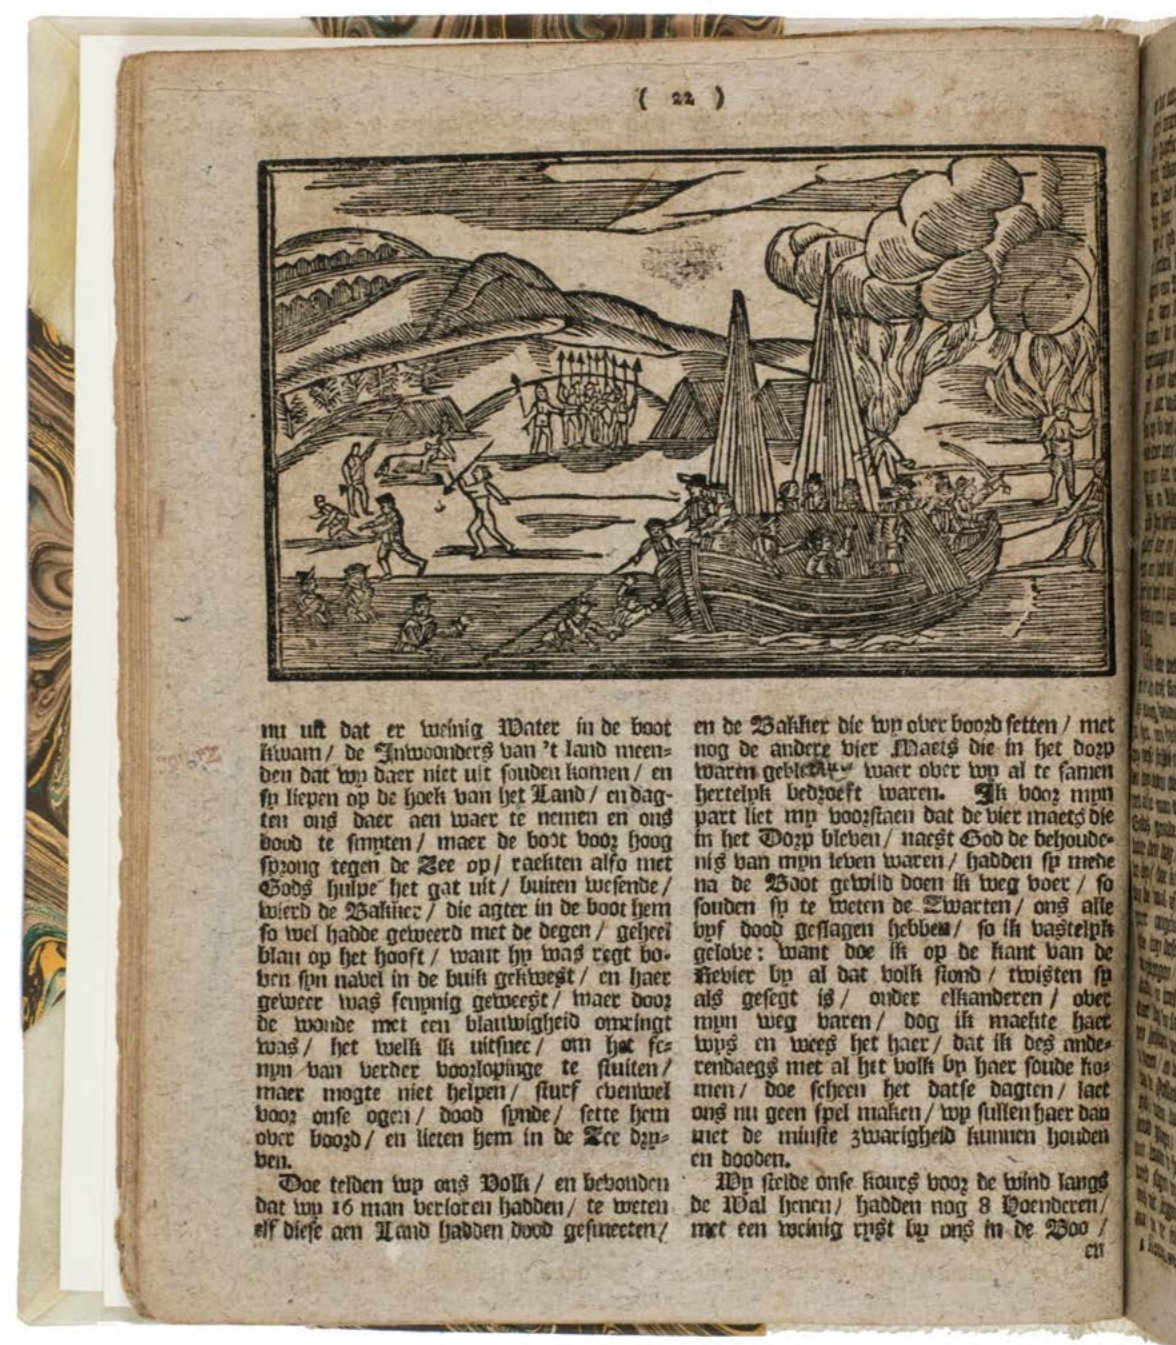 ( 22 )
nu uit dat er weinig Water in de boot
kwam / de Inwoonders van 't land meen-
den dat wy daer niet uit souden komen / en
sy liepen op de hoek van het Land / en dag-
ten ons daer aen waer te nemen en ons
dood te smyten / maer de boot voor hoog
sprong tegen de Zee op / raekten also met
Gods hulpe het gat uit / buiten wesende /
wierd de Bakker / die agter in de boot hem
so wel hadde geweerd met de degen / geheel
blau op het hooft / want hy was regt bo-
ven syn navel in de buik gekwest / en haer
geweer was fenynig geweest / waer door
de wonde met een blauwigheid omringt
was / het welk ik uitsnee / om het fe-
nyn van verder voorlopinge te stuiten /
maer mogte niet helpen / sturf evenwel
voor onse ogen / dood synde / sette hem
over boord / en lieten hem in de Zee dry-
ven.
Doe telden wy ons Volk / en bevonden
dat wy 16 man verloren hadden / te weten
elf diese aen Land hadden dood gesmeeten /
en de Bakker die wy over boord setten / met
nog de andere vier Maets die in het dorp
waren waer over wy al te samen
hertelyk bedroeft waren. Ik voor myn
part liet my voorstaen dat de vier maets die
in het Dorp bleven / naest God de behoude-
nis van myn leven waren / hadden sy mede
na de Boot gewild doen ik weg voer / so
souden sy te weten de Zwarten / ons alle
vyf dood geslagen hebben / so ik vastelyk
gelove : want doe ik op de kant van de
Revier by al dat volk stond / twisten sy
als gesegt is / onder elkanderen / over
myn weg varen / dog ik maekte haer
wys en wees het haer / dat ik des ande-
rendaegs met al het volk by haer soude ko-
men / doe scheen het datse dagten / laet
ons nu geen spel maken / wy sullen haer dan
met de minste zwarigheid kunnen houden
en dooden.
Wy stelde onse kours voor de wind langs
de Wal henen / hadden nog 8 Hoenderen /
met een weinig ryst by ons in de Boo /
en